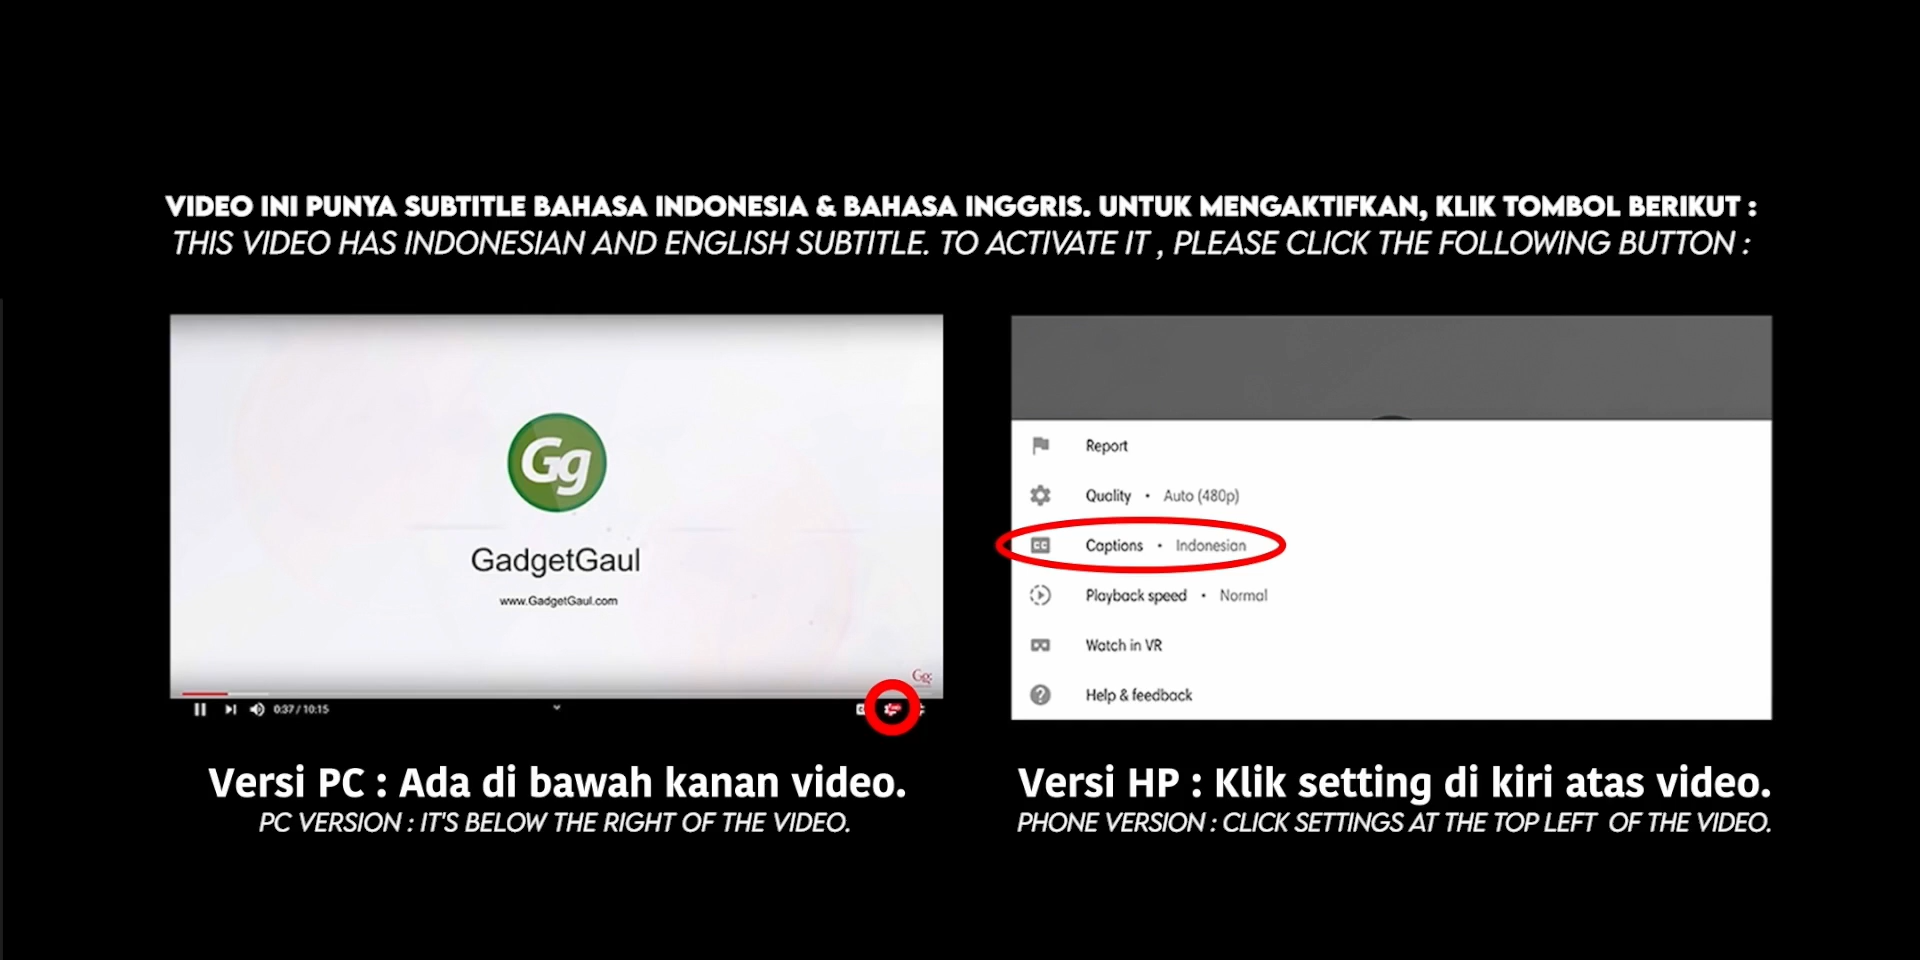 VIDEO INI PUNYA SUBTITLE BAHASA INDONESIA & BAHASA INGGRIS. UNTUK MENGAKTIFKAN, KLIK TOMBOL BERIKUT :
THIS VIDEO HAS INDONESIAN AND ENGLISH SUBTITLE. TO ACTIVATE IT , PLEASE CLICK THE FOLLOWING BUTTON :
Gg
GadgetGaul
www.GadgetGaul.com
Gg
0:37 / 10:15
Report
Quality • Auto (480p)
CC Captions • Indonesian
Playback speed • Normal
Watch in VR
? Help & feedback
Versi PC : Ada di bawah kanan video.
PC VERSION : IT'S BELOW THE RIGHT OF THE VIDEO.
Versi HP : Klik setting di kiri atas video.
PHONE VERSION : CLICK SETTINGS AT THE TOP LEFT OF THE VIDEO.